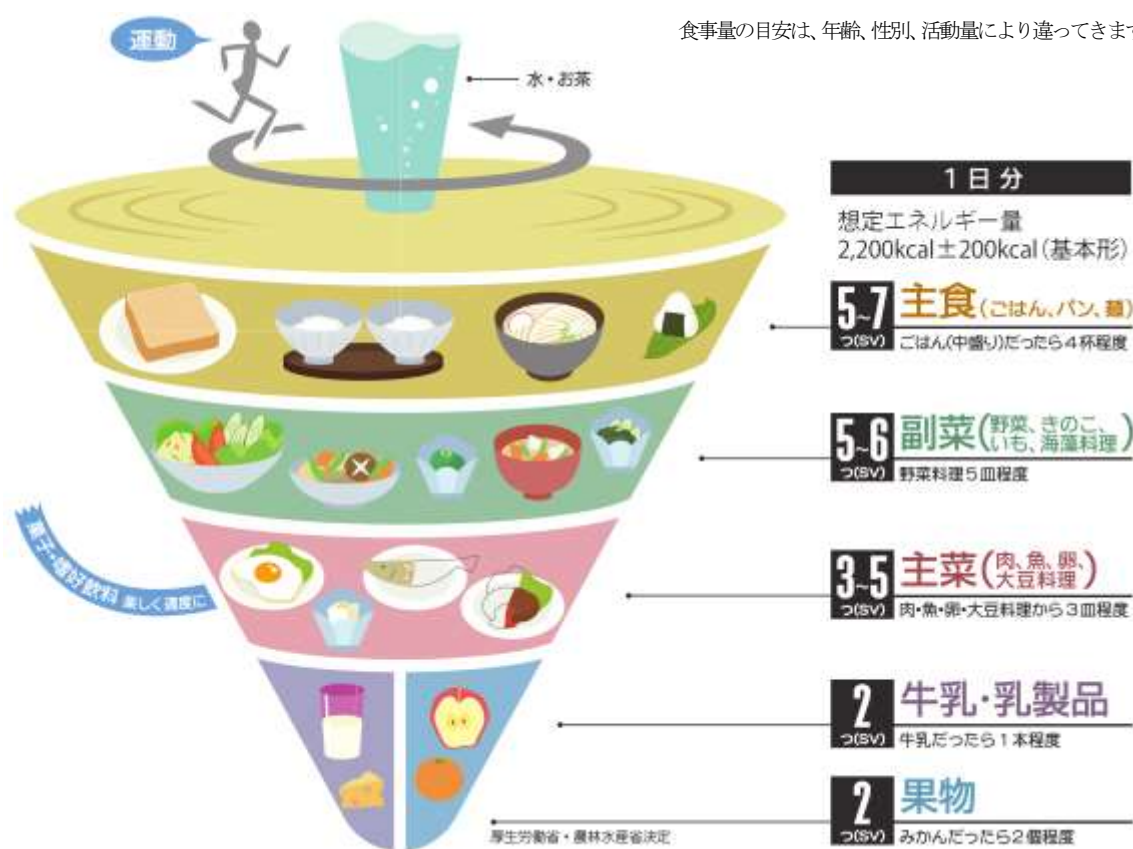 食事量の目安は、年齢、性別、活動量により違ってきます
運動
水・お茶
1日分
想定エネルギー量
2,200kcal±200kcal(基本形)
5~7
つ(SV)
主食(ごはん、パン、麺)
ごはん(中盛り)だったら4杯程度
5~6
つ(SV)
副菜(野菜、きのこ、
いも、海藻料理)
野菜料理5皿程度
菓子・嗜好飲料 楽しく適度に
3~5
つ(SV)
主菜(肉、魚、卵、
大豆料理)
肉・魚・卵・大豆料理から3皿程度
2
つ(SV)
牛乳・乳製品
牛乳だったら1本程度
2
つ(SV)
果物
みかんだったら2個程度
厚生労働省・農林水産省決定